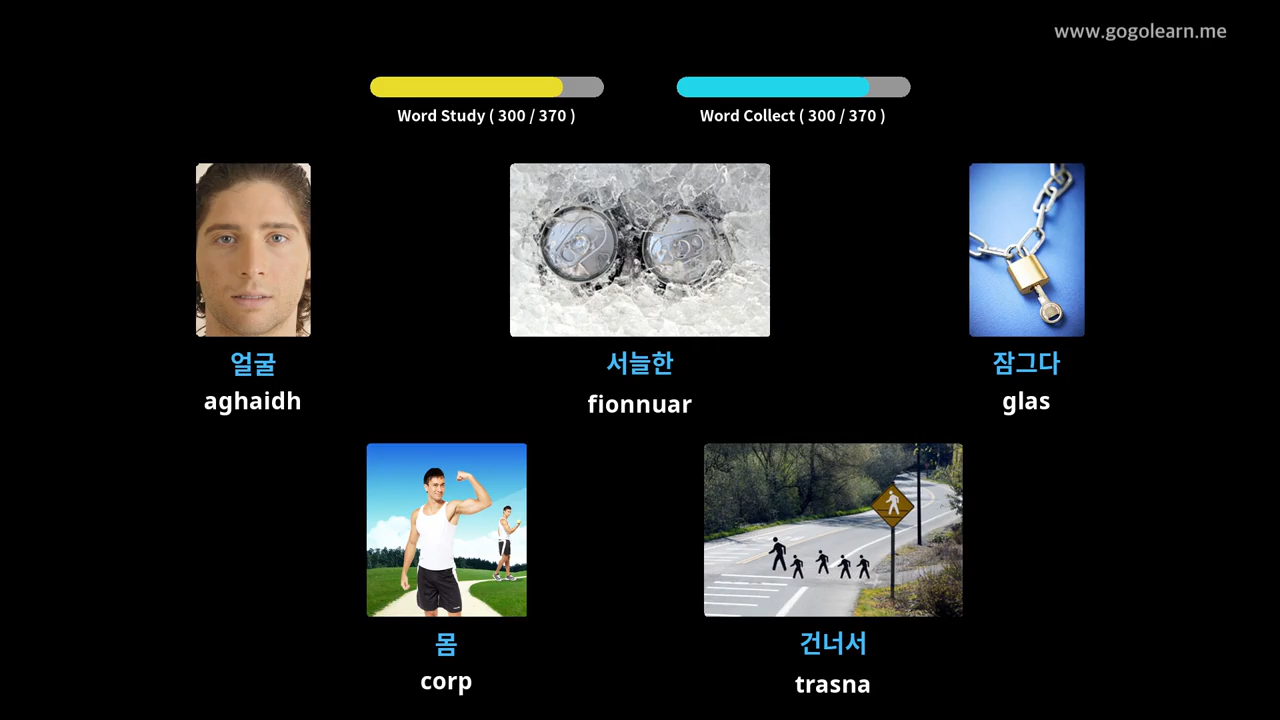 www.gogolearn.me
Word Study ( 300 / 370 )
Word Collect ( 300 / 370 )
얼굴
aghaidh
서늘한
fionnuar
잠그다
glas
몸
corp
건너서
trasna